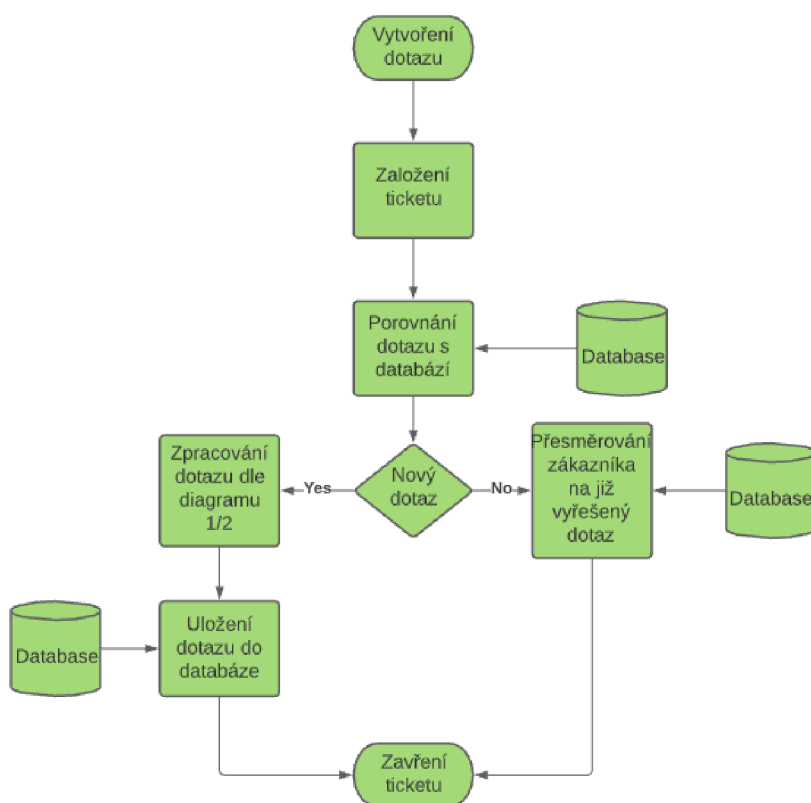 Vytvoření
dotazu
Založení
ticketu
Porovnání
dotazu s
databází
Database
Nový
dotaz
Yes
No
Zpracování
dotazu dle
diagramu
1/2
Přesměrování
zákazníka
na již
vyřešený
dotaz
Database
Uložení
dotazu do
databáze
Database
Zavření
ticketu